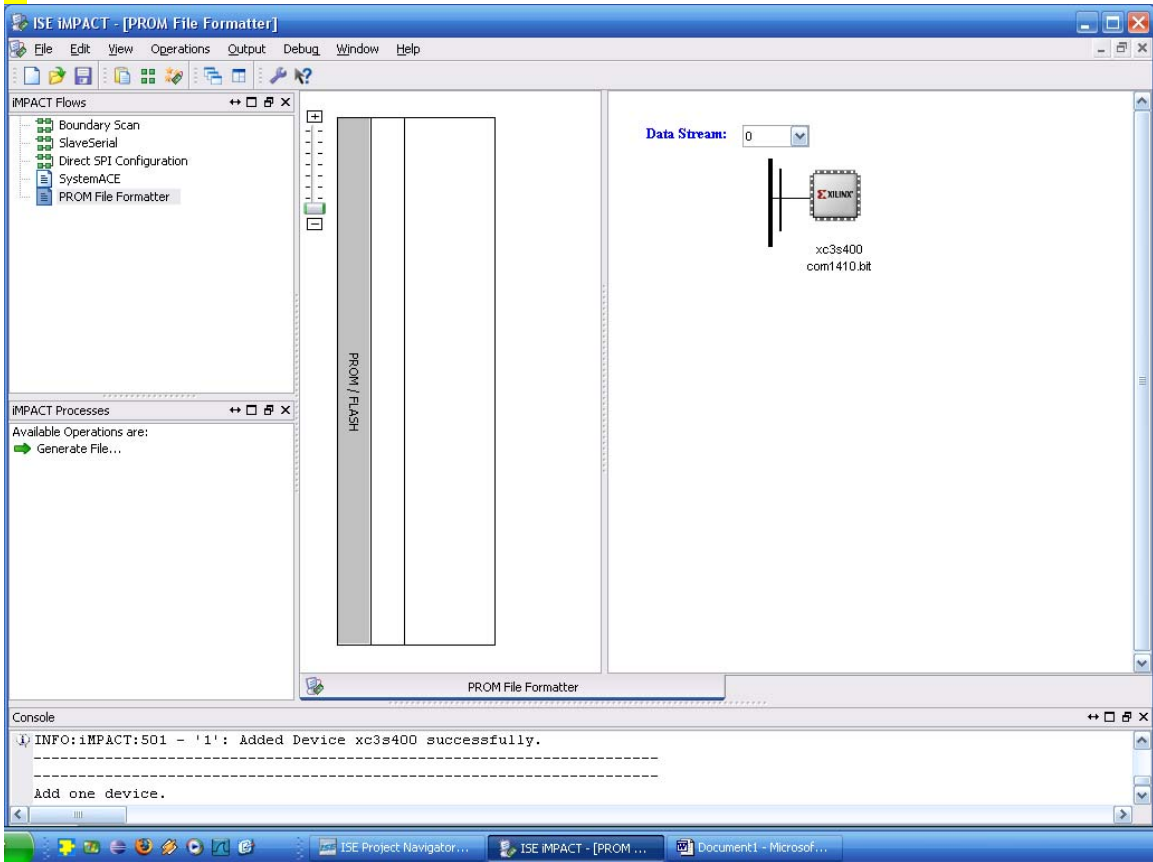 ISE iMPACT - [PROM File Formatter]
File Edit View Operations Output Debug Window Help
iMPACT Flows
Boundary Scan
SlaveSerial
Direct SPI Configuration
SystemACE
PROM File Formatter
iMPACT Processes
Available Operations are:
Generate File...
PROM / FLASH
Data Stream: 0
XILINX
xc3s400
com1410.bit
PROM File Formatter
Console
INFO:iMPACT:501 - '1': Added Device xc3s400 successfully.
----------------------------------------------------------------------
----------------------------------------------------------------------
Add one device.
ISE Project Navigator... ISE iMPACT - [PROM ... Document1 - Microsof...